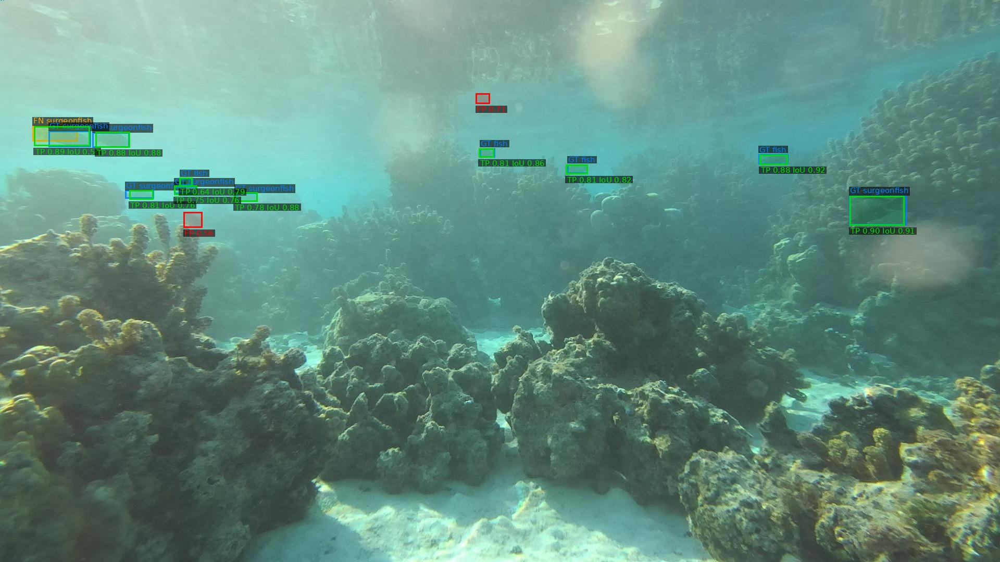 FP 0.71
FN surgeonfish
GT surgeonfish
surgeonfish
TP 0.89 IoU 0.5
TP 0.88 IoU 0.88
GT fish
TP 0.81 IoU 0.86
GT fish
TP 0.81 IoU 0.82
GT fish
TP 0.88 IoU 0.92
GT fish
GT surgeonf
surgeonfish
GT surgeonfish
TP 0.64 IoU 0.79
TP 0.75 IoU 0.76
TP 0.81 IoU 0.76
TP 0.78 IoU 0.88
GT surgeonfish
TP 0.90 IoU 0.91
FP 0.56